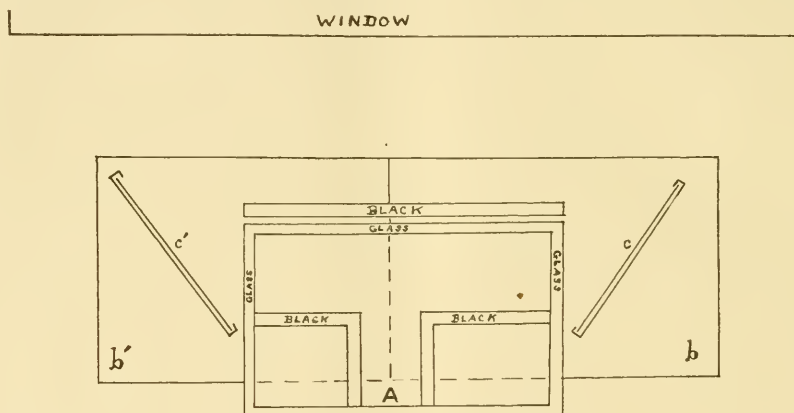 WINDOW
BLACK
GLASS
c'
c
GLASS
GLASS
BLACK
BLACK
b'
b
A